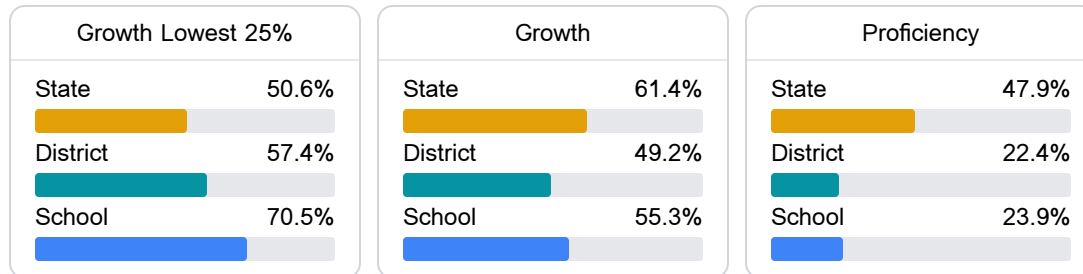 Growth Lowest 25%
State 50.6%
District 57.4%
School 70.5%
Growth
State 61.4%
District 49.2%
School 55.3%
Proficiency
State 47.9%
District 22.4%
School 23.9%